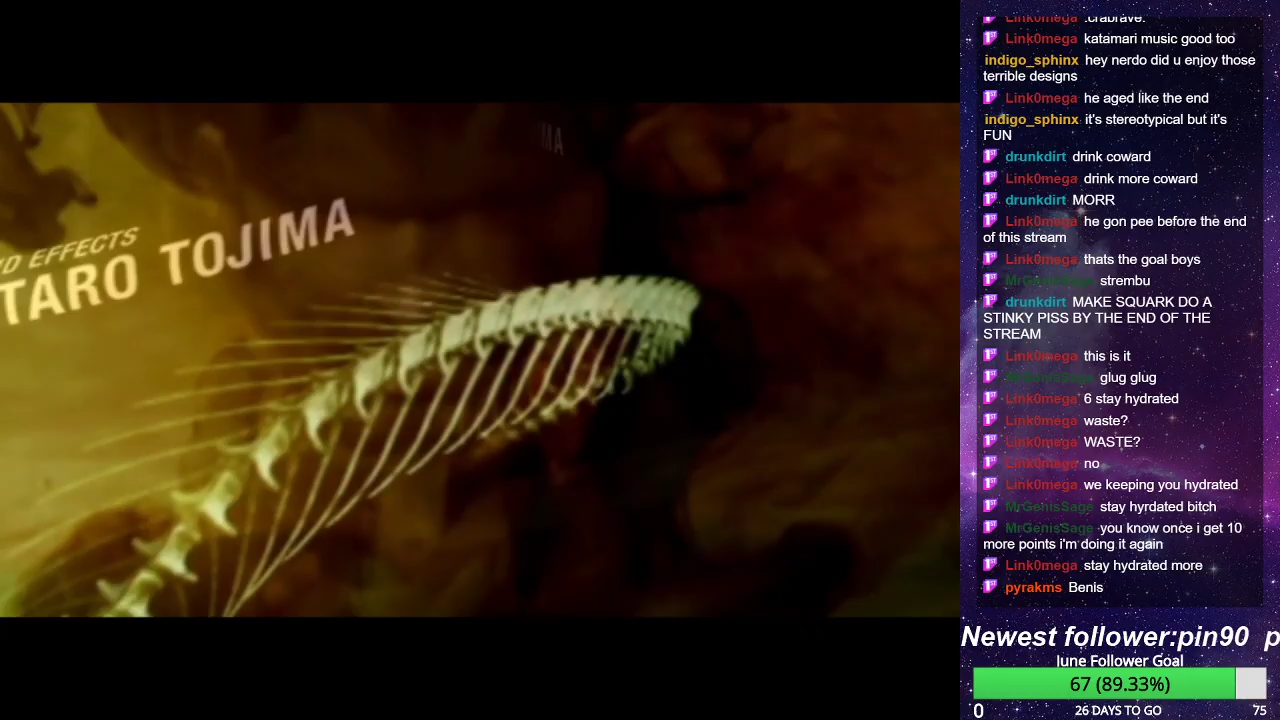 D EFFECTS
TARO TOJIMA
MA
Link0mega .crabrave.
Link0mega katamari music good too
indigo_sphinx hey nerdo did u enjoy those
terrible designs
Link0mega he aged like the end
indigo_sphinx it's stereotypical but it's
FUN
drunkdirt drink coward
Link0mega drink more coward
drunkdirt MORR
Link0mega he gon pee before the end
of this stream
Link0mega thats the goal boys
MrGenisSage strembu
drunkdirt MAKE SQUARK DO A
STINKY PISS BY THE END OF THE
STREAM
Link0mega this is it
MrGenisSage glug glug
Link0mega 6 stay hydrated
Link0mega waste?
Link0mega WASTE?
Link0mega no
Link0mega we keeping you hydrated
MrGenisSage stay hyrdated bitch
MrGenisSage you know once i get 10
more points i'm doing it again
Link0mega stay hydrated more
pyrakms Benis
Newest follower:pin90 p
June Follower Goal
67 (89.33%)
0 26 DAYS TO GO 75